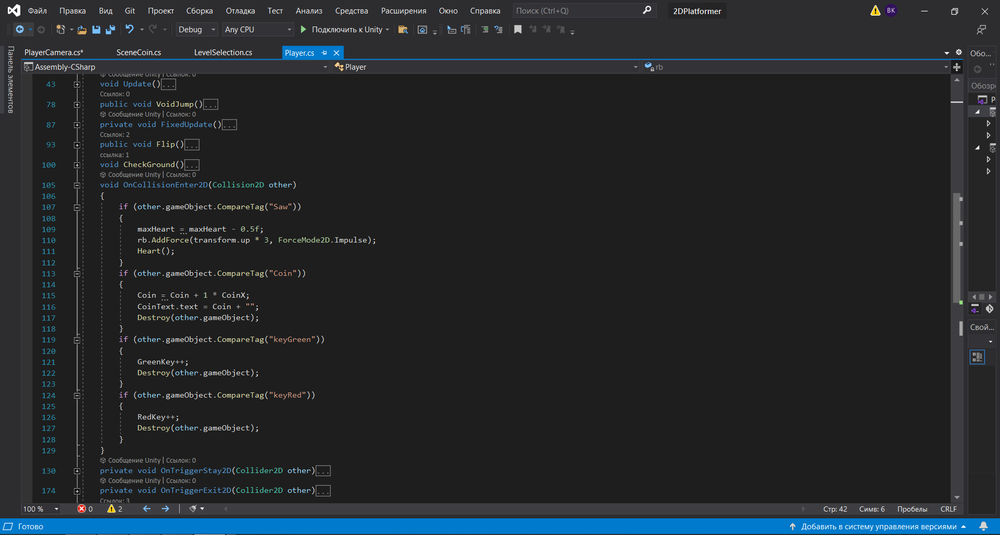 Файл Правка Вид Git Проект Сборка Отладка Тест Анализ Средства Расширения Окно Справка Поиск (Ctrl+Q) 2DPlatformer BK
Debug Any CPU Подключить к Unity
Панель элементов
PlayerCamera.cs* SceneCoin.cs LevelSelection.cs Player.cs
Обо...
Assembly-CSharp Player rb
Сообщение Unity | Ссылок: 0
43 void Update()...
Обозр
Ссылок: 0
78 public void VoidJump()...
Сообщение Unity | Ссылок: 0
87 private void FixedUpdate()...
Ссылок: 2
93 public void Flip()...
ссылка: 1
100 void CheckGround()...
Сообщение Unity | Ссылок: 0
105 void OnCollisionEnter2D(Collision2D other)
106 {
107 if (other.gameObject.CompareTag("Saw"))
108 {
109 maxHeart = maxHeart - 0.5f;
110 rb.AddForce(transform.up * 3, ForceMode2D.Impulse);
111 Heart();
112 }
113 if (other.gameObject.CompareTag("Coin"))
114 {
115 Coin = Coin + 1 * CoinX;
116 CoinText.text = Coin + "";
117 Destroy(other.gameObject);
118 }
119 if (other.gameObject.CompareTag("keyGreen"))
120 {
121 GreenKey++;
122 Destroy(other.gameObject);
123 }
124 if (other.gameObject.CompareTag("keyRed"))
125 {
126 RedKey++;
127 Destroy(other.gameObject);
128 }
129 }
Сообщение Unity | Ссылок: 0
130 private void OnTriggerStay2D(Collider2D other)...
Сообщение Unity | Ссылок: 0
174 private void OnTriggerExit2D(Collider2D other)...
Ссылок: 3
Свой...
100 % 0 2 Стр: 42 Симв: 6 Пробелы CRLF
Готово Добавить в систему управления версиями